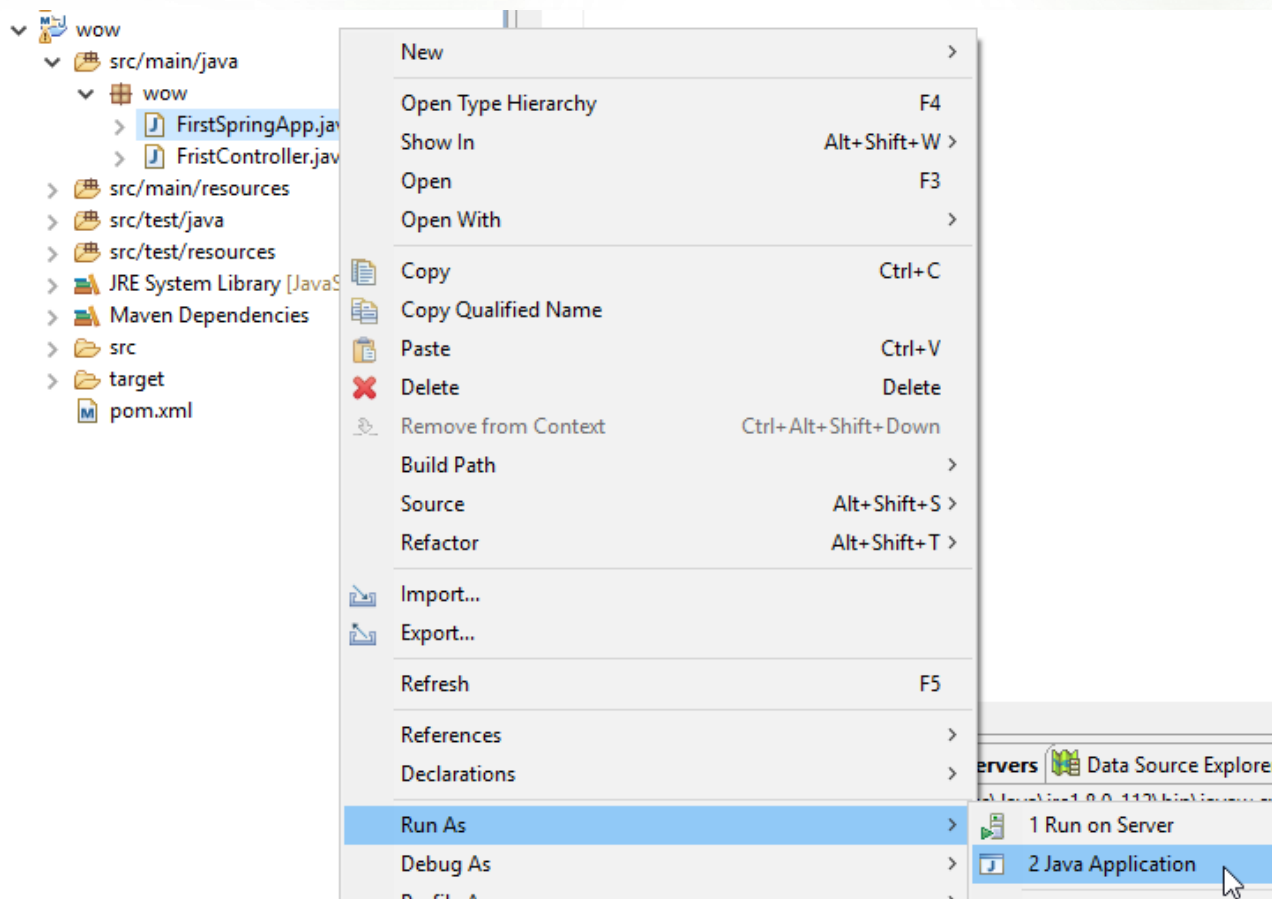 wow
src/main/java
wow
FirstSpringApp.jav
FristController.jav
src/main/resources
src/test/java
src/test/resources
JRE System Library [JavaS
Maven Dependencies
src
target
pom.xml
New
Open Type Hierarchy F4
Show In Alt+Shift+W >
Open F3
Open With
Copy Ctrl+C
Copy Qualified Name
Paste Ctrl+V
Delete Delete
Remove from Context Ctrl+Alt+Shift+Down
Build Path
Source Alt+Shift+S >
Refactor Alt+Shift+T >
Import...
Export...
Refresh F5
References
Declarations
Run As
Debug As
ervers Data Source Explore
1 Run on Server
2 Java Application